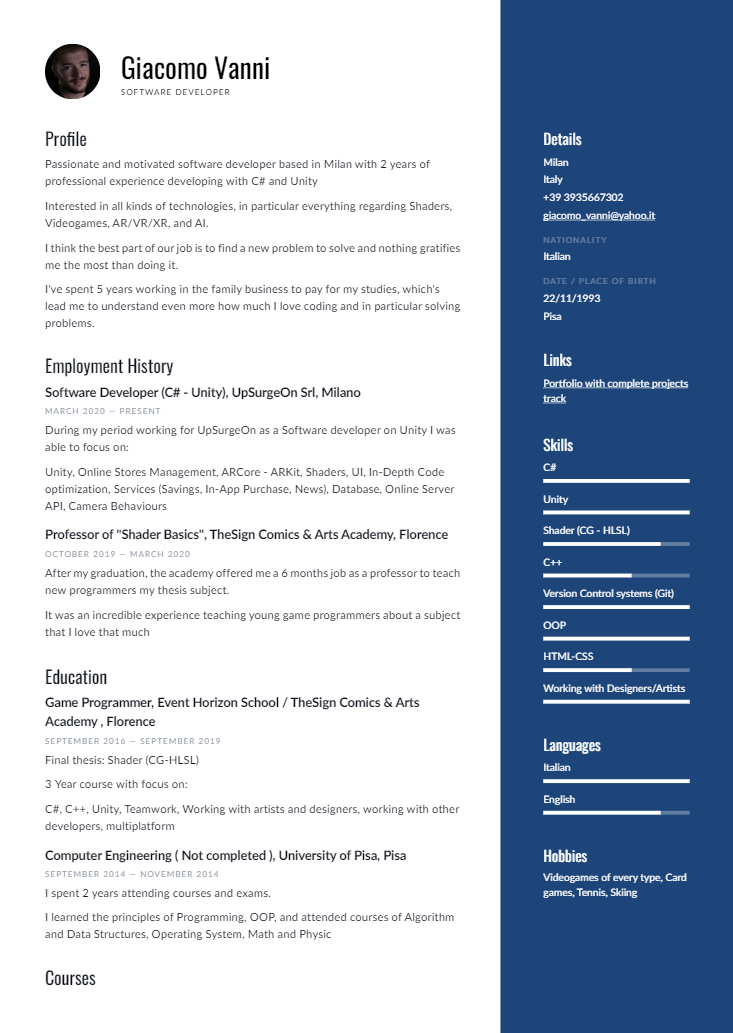 Giacomo Vanni
SOFTWARE DEVELOPER
Profile
Passionate and motivated software developer based in Milan with 2 years of
professional experience developing with C# and Unity
Interested in all kinds of technologies, in particular everything regarding Shaders,
Videogames, AR/VR/XR, and AI.
I think the best part of our job is to find a new problem to solve and nothing gratifies
me the most than doing it.
I've spent 5 years working in the family business to pay for my studies, which's
lead me to understand even more how much I love coding and in particular solving
problems.
Employment History
Software Developer (C# - Unity), UpSurgeOn Srl, Milano
MARCH 2020 — PRESENT
During my period working for UpSurgeOn as a Software developer on Unity I was
able to focus on:
Unity, Online Stores Management, ARCore - ARKit, Shaders, UI, In-Depth Code
optimization, Services (Savings, In-App Purchase, News), Database, Online Server
API, Camera Behaviours
Professor of "Shader Basics", TheSign Comics & Arts Academy, Florence
OCTOBER 2019 — MARCH 2020
After my graduation, the academy offered me a 6 months job as a professor to teach
new programmers my thesis subject.
It was an incredible experience teaching young game programmers about a subject
that I love that much
Education
Game Programmer, Event Horizon School / TheSign Comics & Arts
Academy , Florence
SEPTEMBER 2016 — SEPTEMBER 2019
Final thesis: Shader (CG-HLSL)
3 Year course with focus on:
C#, C++, Unity, Teamwork, Working with artists and designers, working with other
developers, multiplatform
Computer Engineering ( Not completed ), University of Pisa, Pisa
SEPTEMBER 2014 — NOVEMBER 2014
I spent 2 years attending courses and exams.
I learned the principles of Programming, OOP, and attended courses of Algorithm
and Data Structures, Operating System, Math and Physic
Courses
Details
Milan
Italy
+39 3935667302
giacomo_vanni@yahoo.it
NATIONALITY
Italian
DATE / PLACE OF BIRTH
22/11/1993
Pisa
Links
Portfolio with complete projects
track
Skills
C#
Unity
Shader (CG - HLSL)
C++
Version Control systems (Git)
OOP
HTML-CSS
Working with Designers/Artists
Languages
Italian
English
Hobbies
Videogames of every type, Card
games, Tennis, Skiing